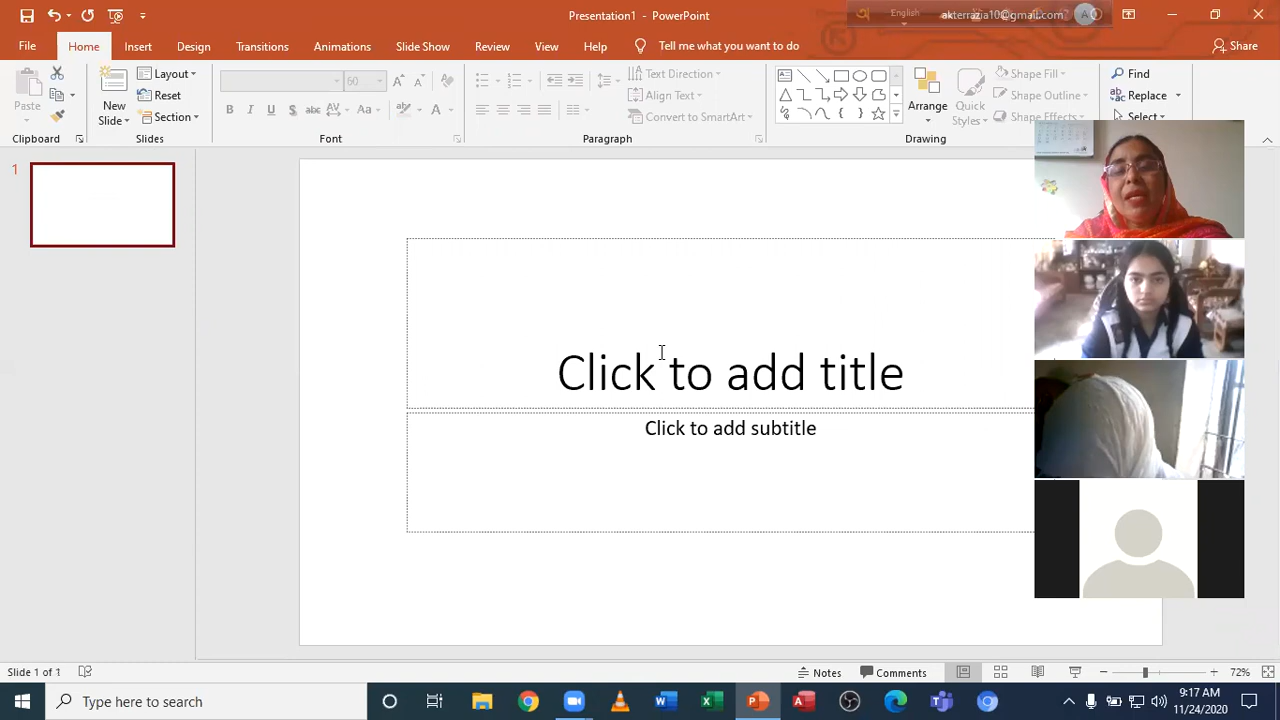 Presentation1 - PowerPoint
English
akterrazia10@gmail.com
A
File Home Insert Design Transitions Animations Slide Show Review View Help Tell me what you want to do Share
Paste
New Slide
Layout
Reset
Section
60
B I U S abc AV Aa A
Text Direction
Align Text
Convert to SmartArt
Arrange
Quick Styles
Shape Fill
Shape Outline
Shape Effects
Find
Replace
Select
Clipboard Slides Font Paragraph Drawing
1
Click to add title
Click to add subtitle
Slide 1 of 1 Notes Comments 72%
Type here to search
9:17 AM
11/24/2020